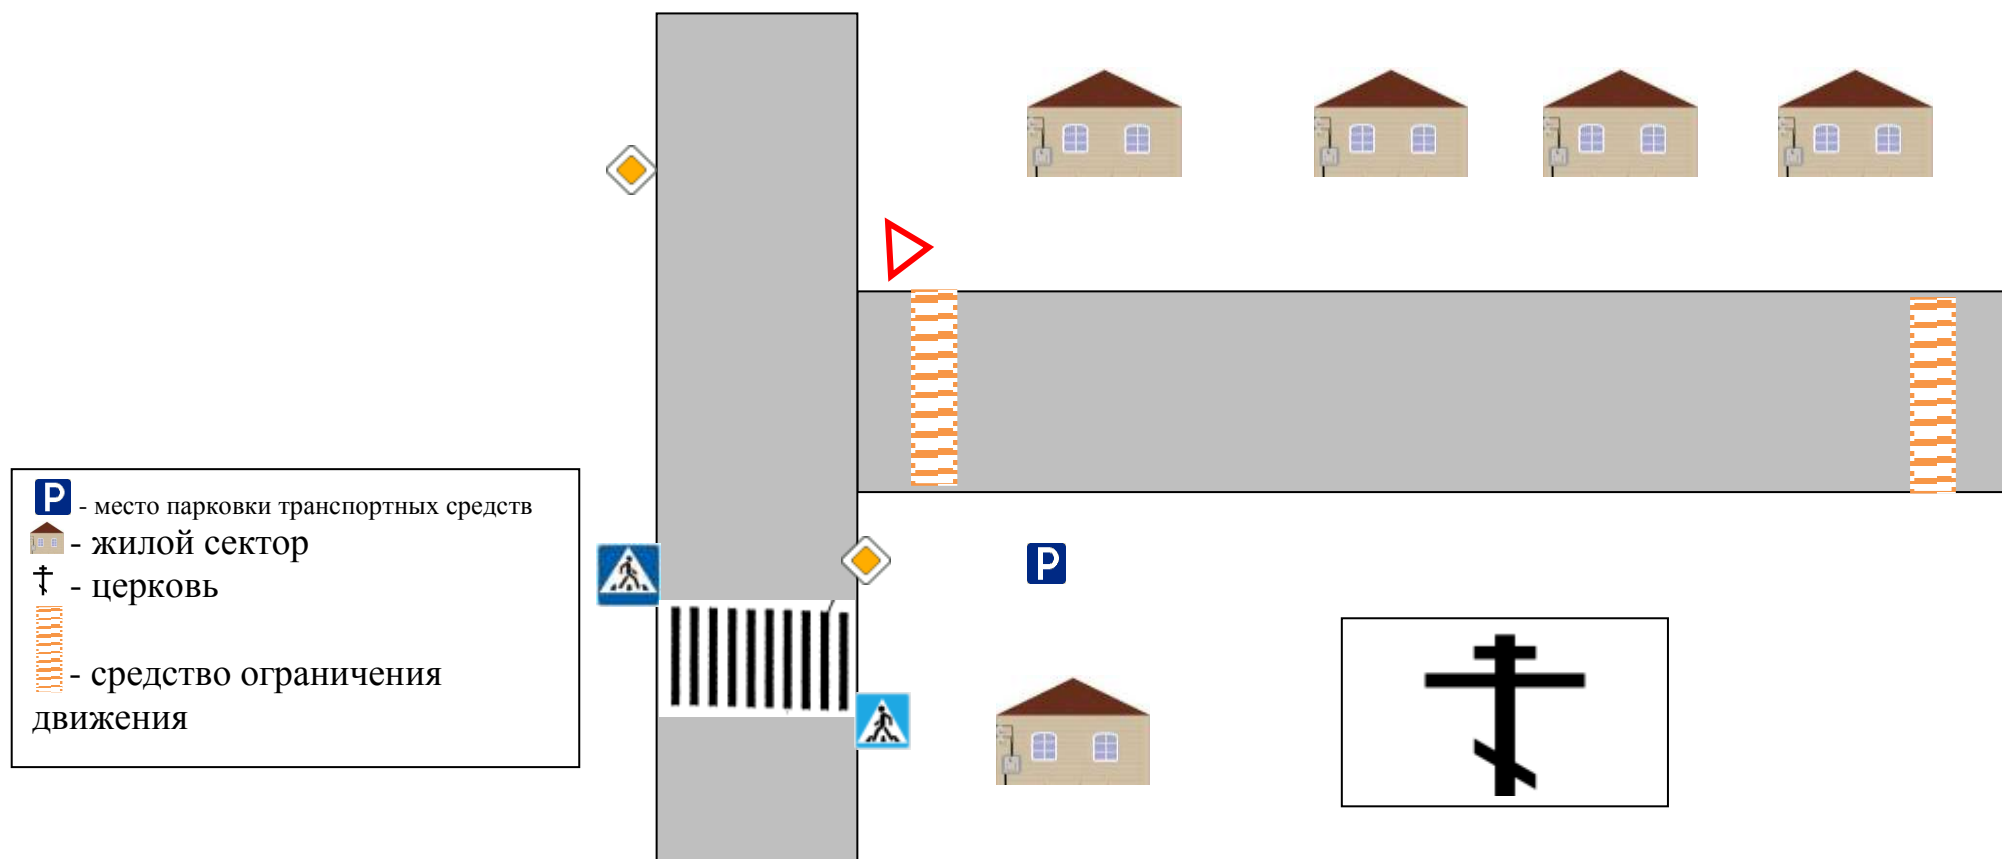 P - место парковки транспортных средств
- жилой сектор
- церковь
- средство ограничения
движения
P